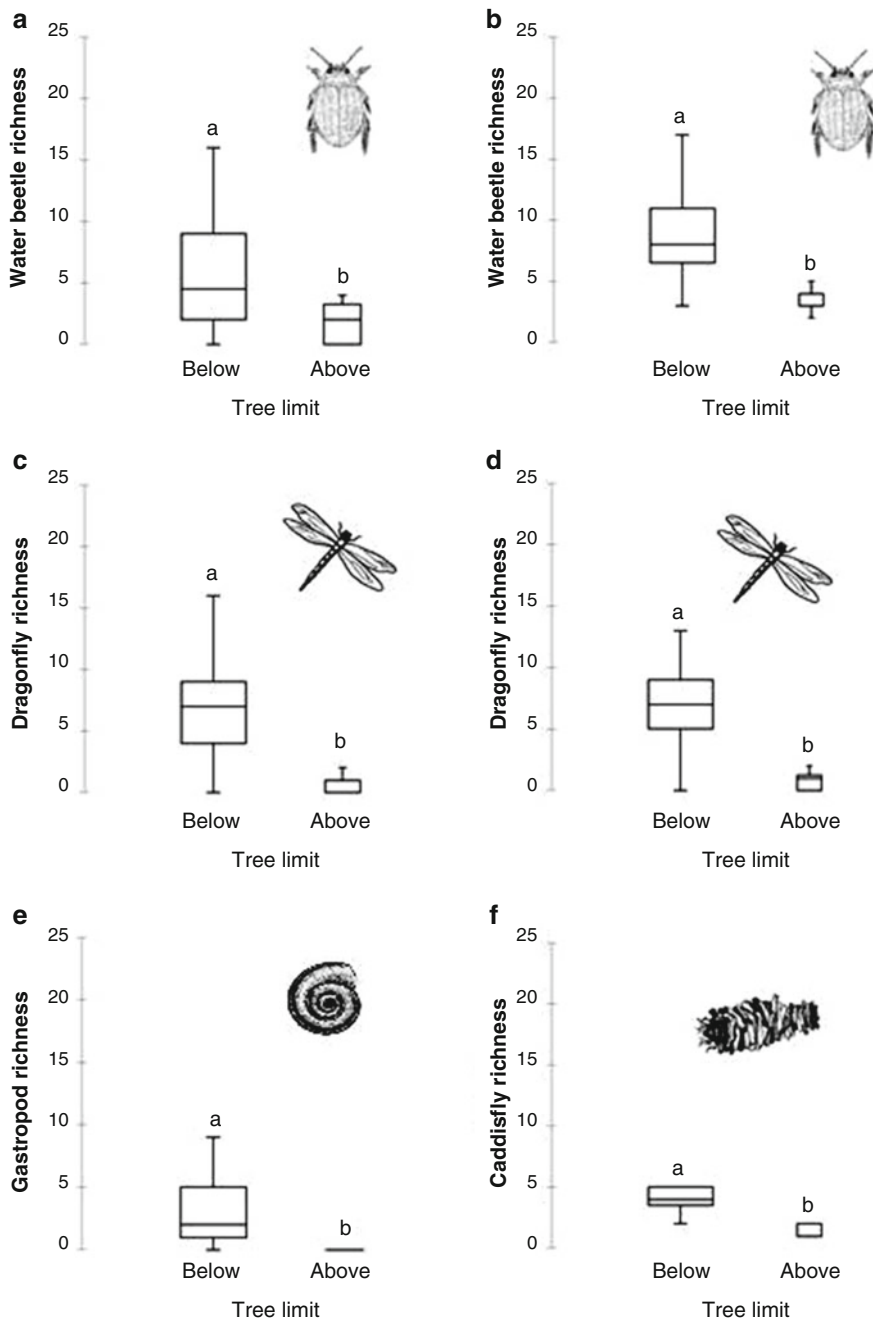 a
25
20
15
10
5
0
Water beetle richness
a
b
Below Above
Tree limit
b
25
20
15
10
5
0
Water beetle richness
a
b
Below Above
Tree limit
c
25
20
15
10
5
0
Dragonfly richness
a
b
Below Above
Tree limit
d
25
20
15
10
5
0
Dragonfly richness
a
b
Below Above
Tree limit
e
25
20
15
10
5
0
Gastropod richness
a
b
Below Above
Tree limit
f
25
20
15
10
5
0
Caddisfly richness
a
b
Below Above
Tree limit